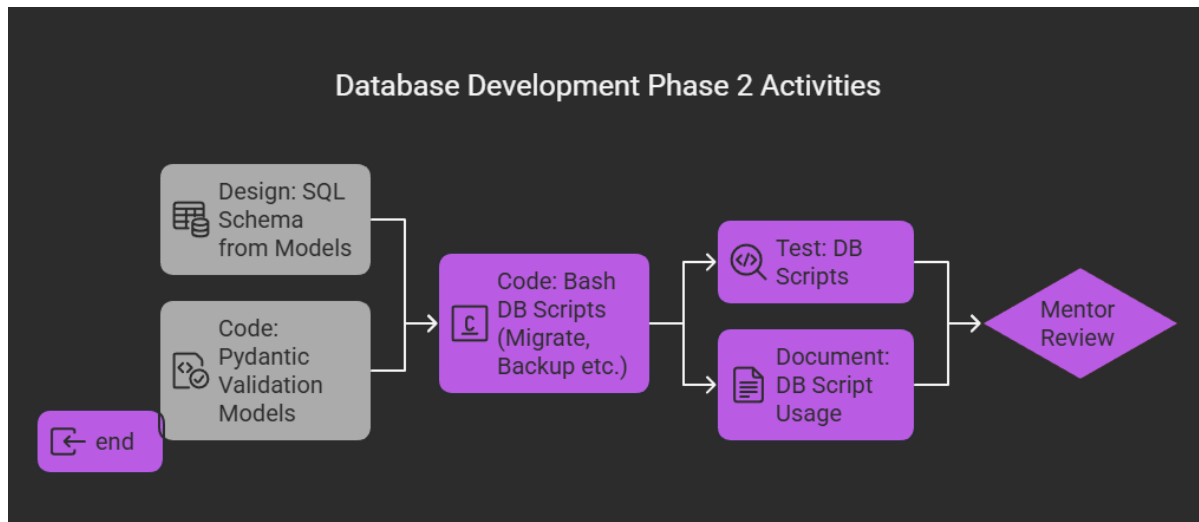 Database Development Phase 2 Activities
Design: SQL
Schema
from Models
Code:
Pydantic
Validation
Models
end
Code: Bash
DB Scripts
(Migrate,
Backup etc.)
Test: DB
Scripts
Document:
DB Script
Usage
Mentor
Review